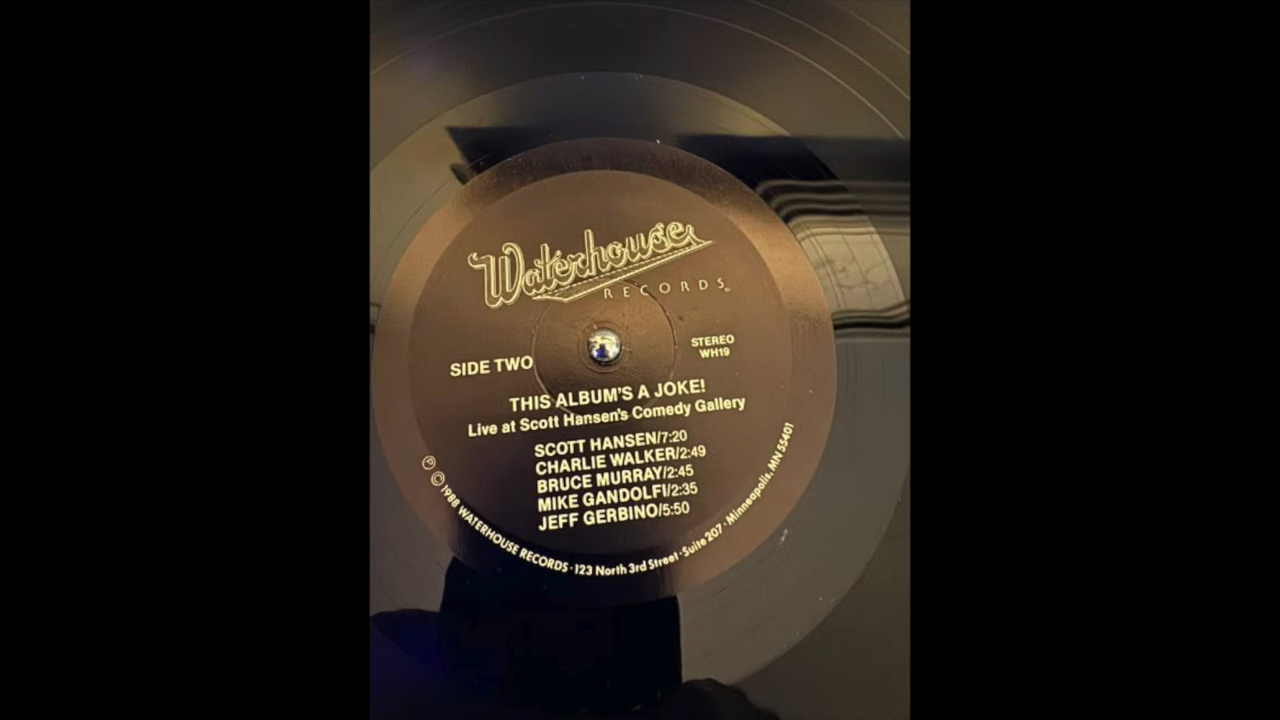 Waterhouse
RECORDS®
SIDE TWO
STEREO
WH19
THIS ALBUM'S A JOKE!
Live at Scott Hansen's Comedy Gallery
SCOTT HANSEN/7:20
CHARLIE WALKER/2:49
BRUCE MURRAY/2:45
MIKE GANDOLFI/2:35
JEFF GERBINO/5:50
℗ © 1988 WATERHOUSE RECORDS · 123 North 3rd Street · Suite 207 · Minneapolis, MN 55401